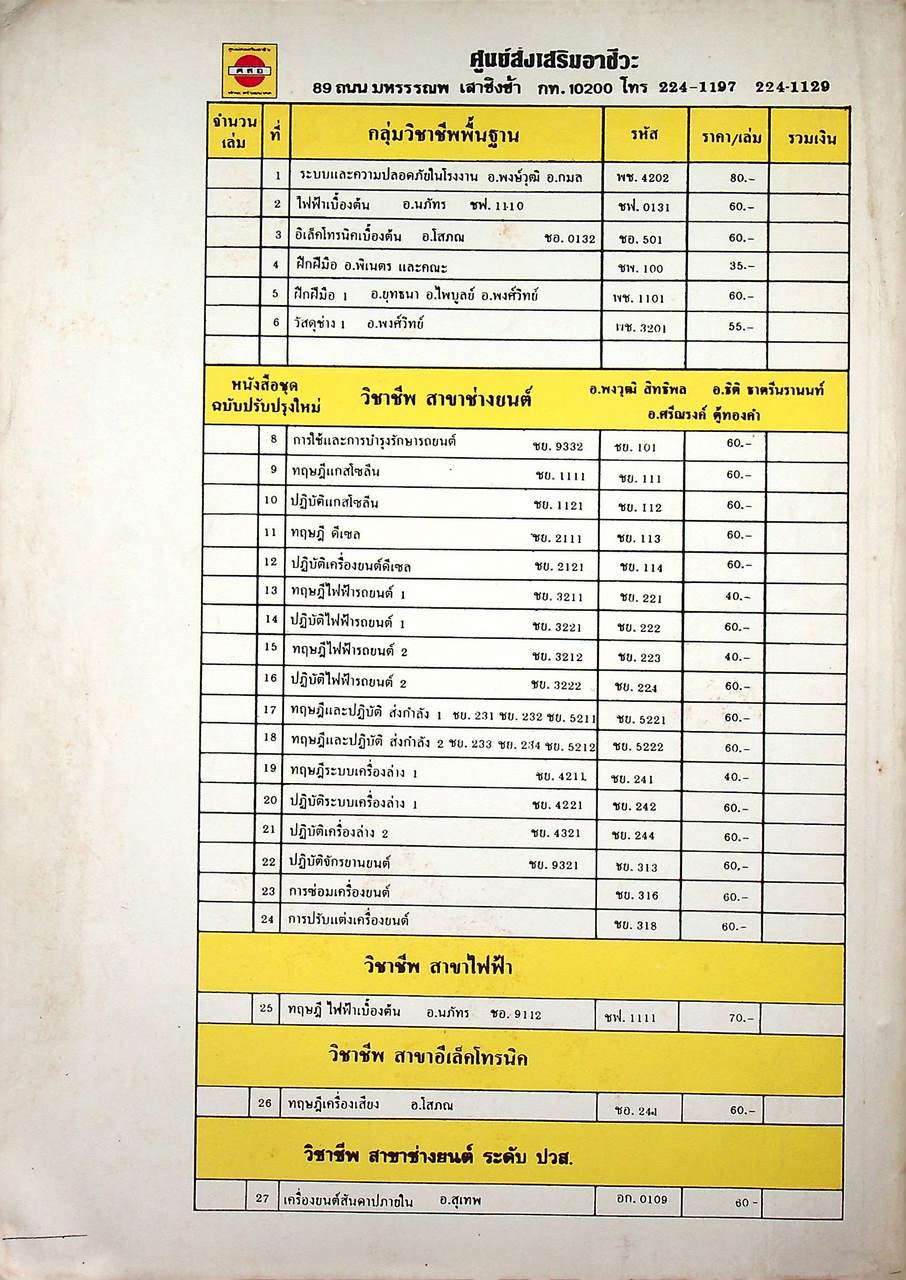 ศูนย์ส่งเสริมอาชีวะ
สสอ
89 ถนน มหรรรณพ เสาชิงช้า กท. 10200 โทร 224-1197 224-1129
จำนวนเล่ม ที่ กลุ่มวิชาชีพพื้นฐาน รหัส ราคา/เล่ม รวมเงิน
1 ระบบและความปลอดภัยในโรงงาน อ.พงษ์วุฒิ อ.กมล พช. 4202 80.-
2 ไฟฟ้าเบื้องต้น อ.นภัทร ชฟ. 1110 ชฟ. 0131 60.-
3 อิเล็คโทรนิคเบื้องต้น อ.โสภณ ชอ. 0132 ชอ. 501 60.-
4 ฝึกฝีมือ อ.พิเนตร และคณะ ชพ. 100 35.-
5 ฝึกฝีมือ 1 อ.ยุทธนา อ.ไพบูลย์ อ.พงศ์วิทย์ พช. 1101 60.-
6 วัสดุช่าง 1 อ.พงศ์วิทย์ พช. 3201 55.-
หนังสือชุด ฉบับปรับปรุงใหม่ วิชาชีพ สาขาช่างยนต์ อ.พงวุฒิ สิทธิพล อ.ธิติ ธาตรีนรานนท์
อ.ศรีณรงค์ ตู้ทองคำ
8 การใช้และการบำรุงรักษารถยนต์ ชย. 9332 ชย. 101 60.-
9 ทฤษฎีแกสโซลีน ชย. 1111 ชย. 111 60.-
10 ปฏิบัติแกสโซลีน ชย. 1121 ชย. 112 60.-
11 ทฤษฎี ดีเซล ชย. 2111 ชย. 113 60.-
12 ปฏิบัติเครื่องยนต์ดีเซล ชย. 2121 ชย. 114 60.-
13 ทฤษฎีไฟฟ้ารถยนต์ 1 ชย. 3211 ชย. 221 40.-
14 ปฏิบัติไฟฟ้ารถยนต์ 1 ชย. 3221 ชย. 222 60.-
15 ทฤษฎีไฟฟ้ารถยนต์ 2 ชย. 3212 ชย. 223 40.-
16 ปฏิบัติไฟฟ้ารถยนต์ 2 ชย. 3222 ชย. 224 60.-
17 ทฤษฎีและปฏิบัติ ส่งกำลัง 1 ชย. 231 ชย. 232 ชย. 5211 ชย. 5221 60.-
18 ทฤษฎีและปฏิบัติ ส่งกำลัง 2 ชย. 233 ชย. 234 ชย. 5212 ชย. 5222 60.-
19 ทฤษฎีระบบเครื่องล่าง 1 ชย. 4211 ชย. 241 40.-
20 ปฏิบัติระบบเครื่องล่าง 1 ชย. 4221 ชย. 242 60.-
21 ปฏิบัติเครื่องล่าง 2 ชย. 4321 ชย. 244 60.-
22 ปฏิบัติจักรยานยนต์ ชย. 9321 ชย. 313 60.-
23 การซ่อมเครื่องยนต์ ชย. 316 60.-
24 การปรับแต่งเครื่องยนต์ ชย. 318 60.-
วิชาชีพ สาขาไฟฟ้า
25 ทฤษฎี ไฟฟ้าเบื้องต้น อ.นภัทร ชอ. 9112 ชฟ. 1111 70.-
วิชาชีพ สาขาอีเล็คโทรนิค
26 ทฤษฎีเครื่องเสียง อ.โสภณ ชอ. 60.-
วิชาชีพ สาขาช่างยนต์ ระดับ ปวส.
27 เครื่องยนต์สันดาปภายใน อ.สุเทพ อก. 0109 60-